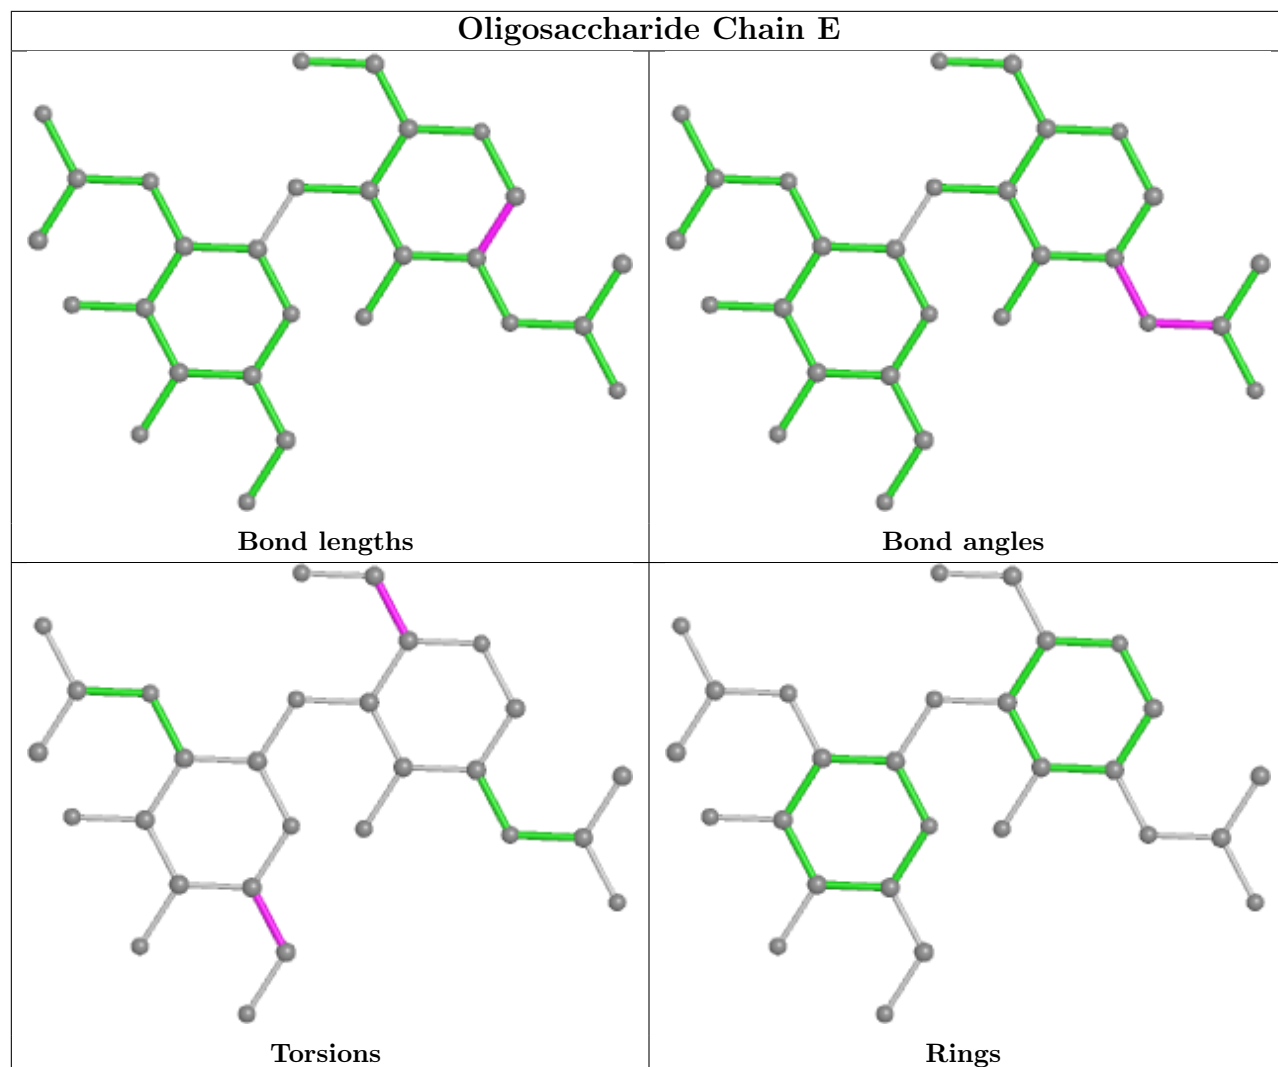 Oligosaccharide Chain E
Bond lengths
Bond angles
Torsions
Rings